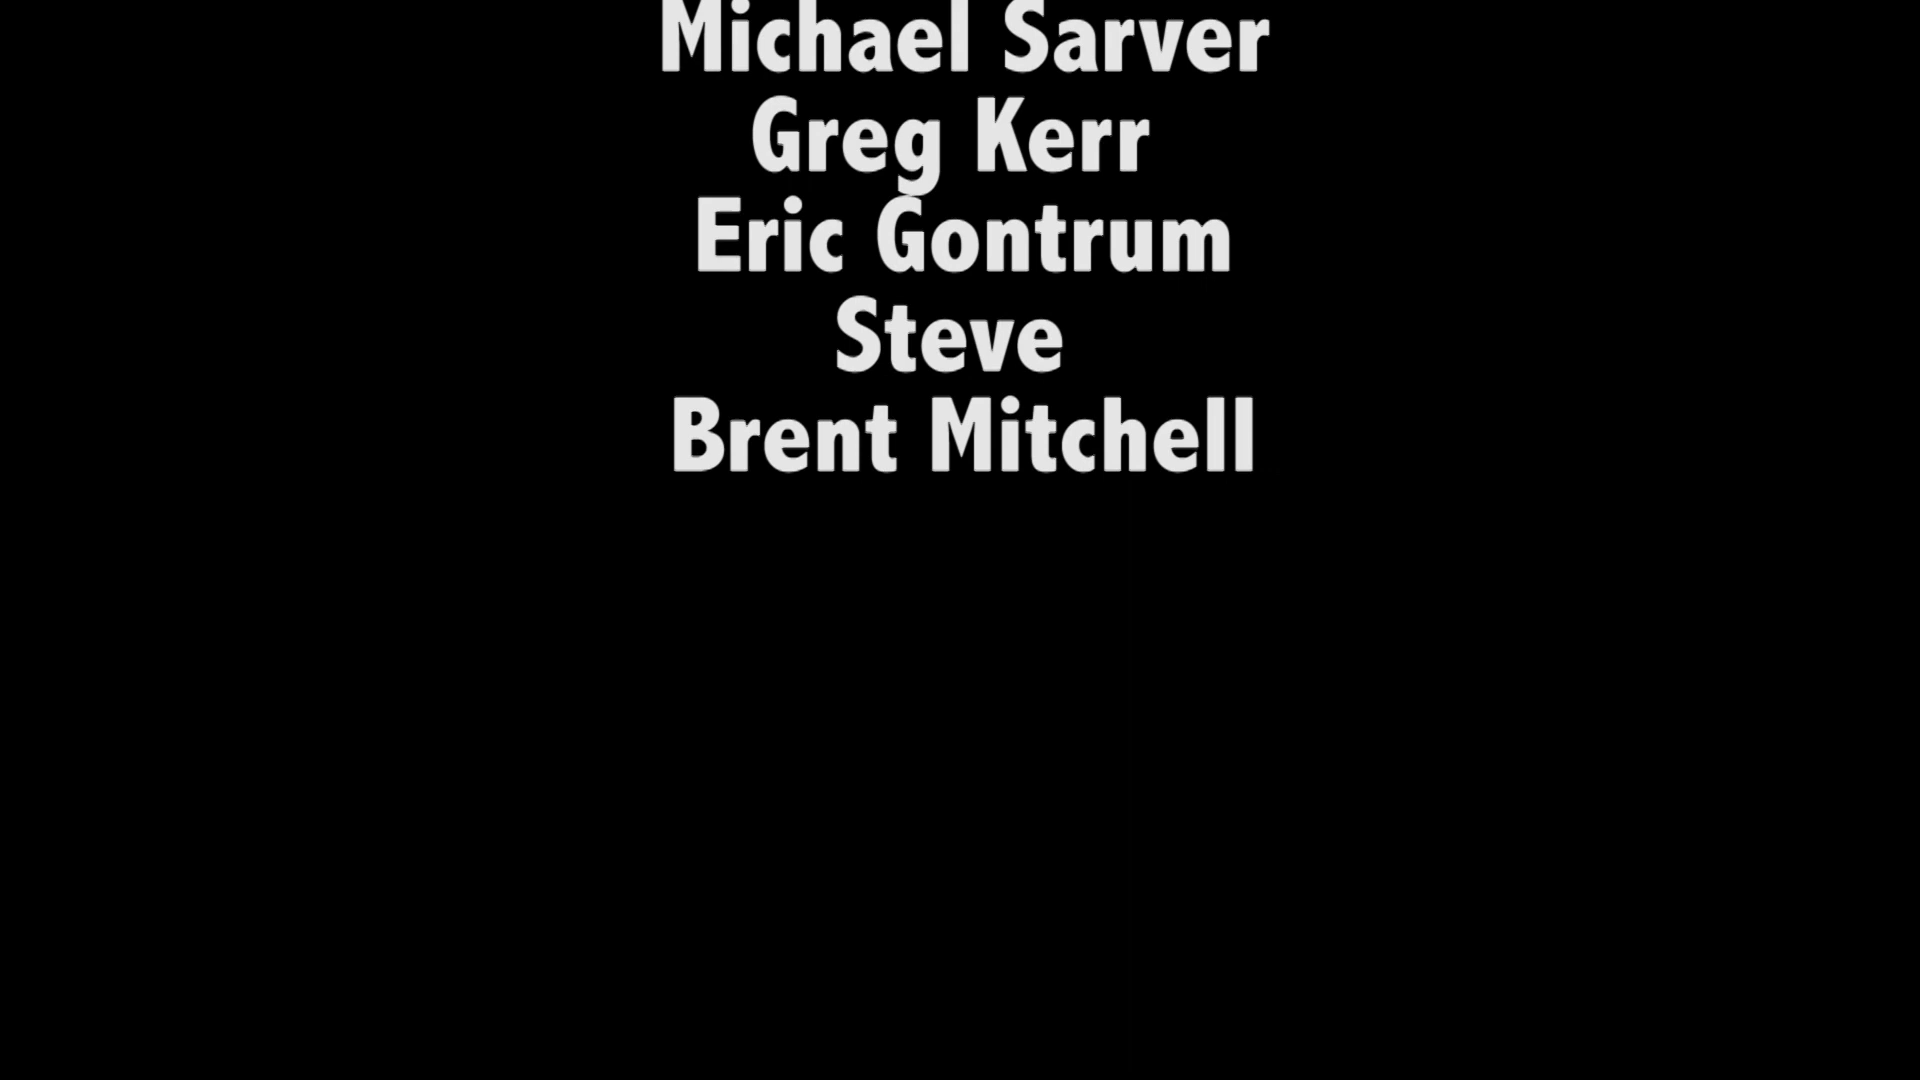 Michael Sarver
Greg Kerr
Eric Gontrum
Steve
Brent Mitchell